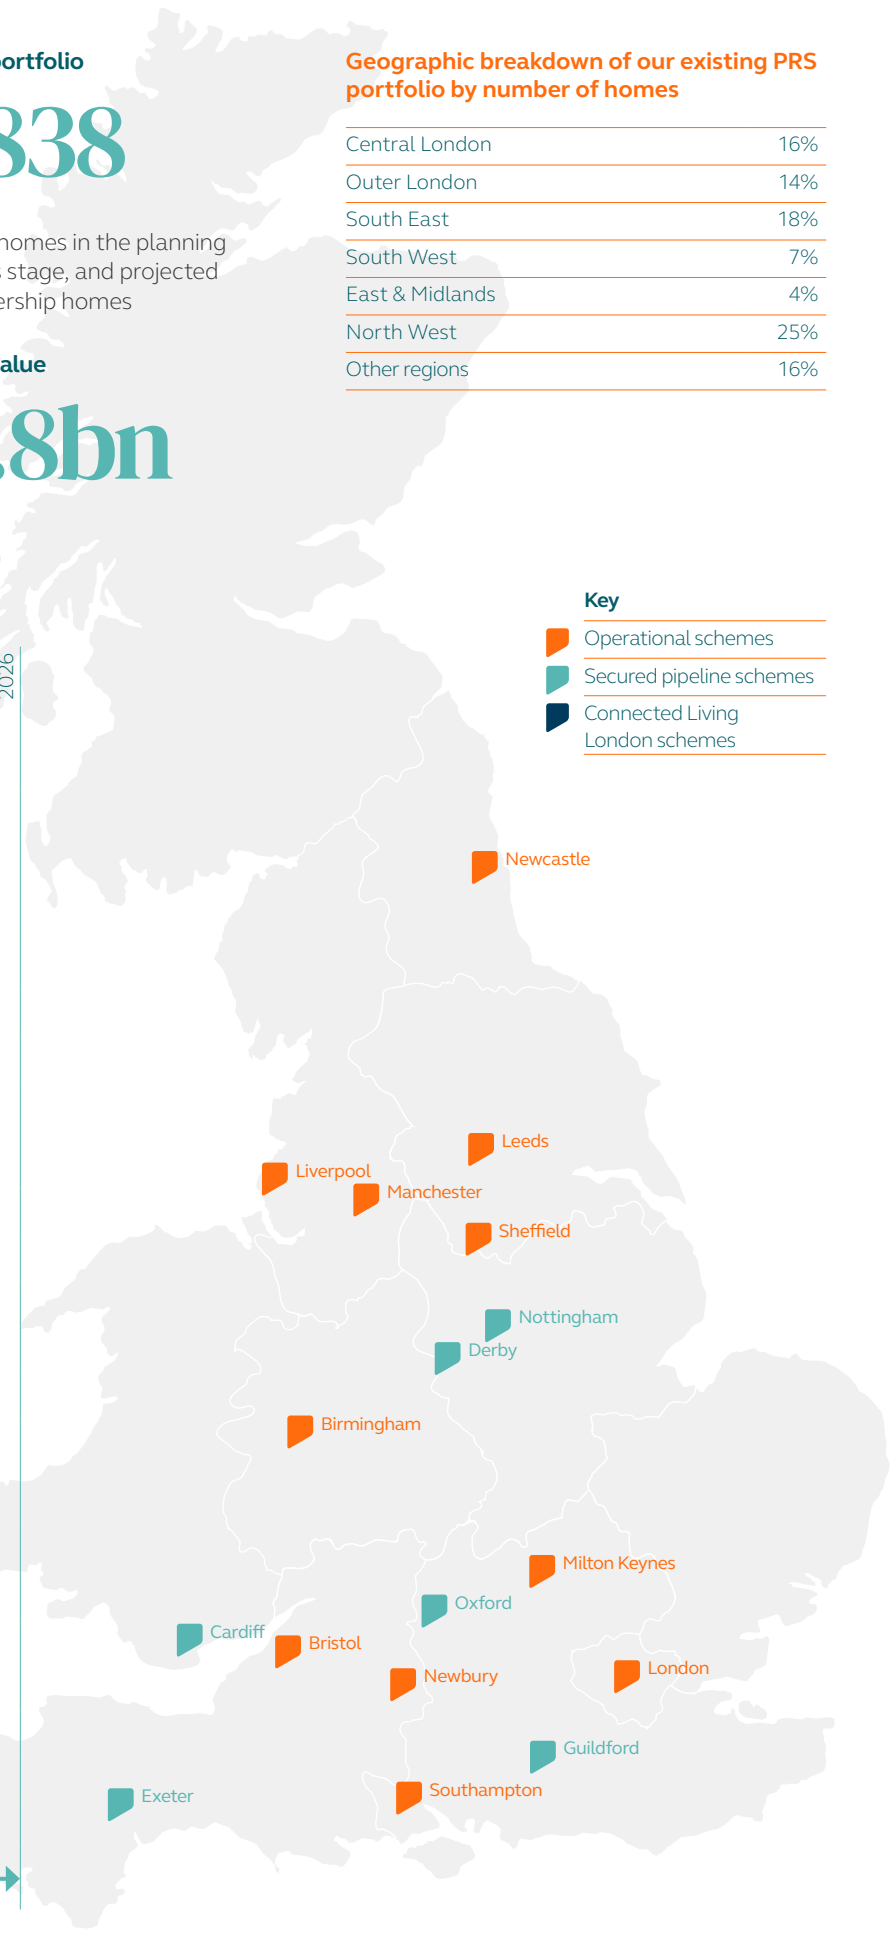 ortfolio
838
homes in the planning
stage, and projected
ership homes
alue
.8bn
2026
Geographic breakdown of our existing PRS
portfolio by number of homes
Central London 16%
Outer London 14%
South East 18%
South West 7%
East & Midlands 4%
North West 25%
Other regions 16%
Key
Operational schemes
Secured pipeline schemes
Connected Living
London schemes
Newcastle
Leeds
Liverpool
Manchester
Sheffield
Nottingham
Derby
Birmingham
Milton Keynes
Oxford
Cardiff
Bristol
London
Newbury
Guildford
Southampton
Exeter